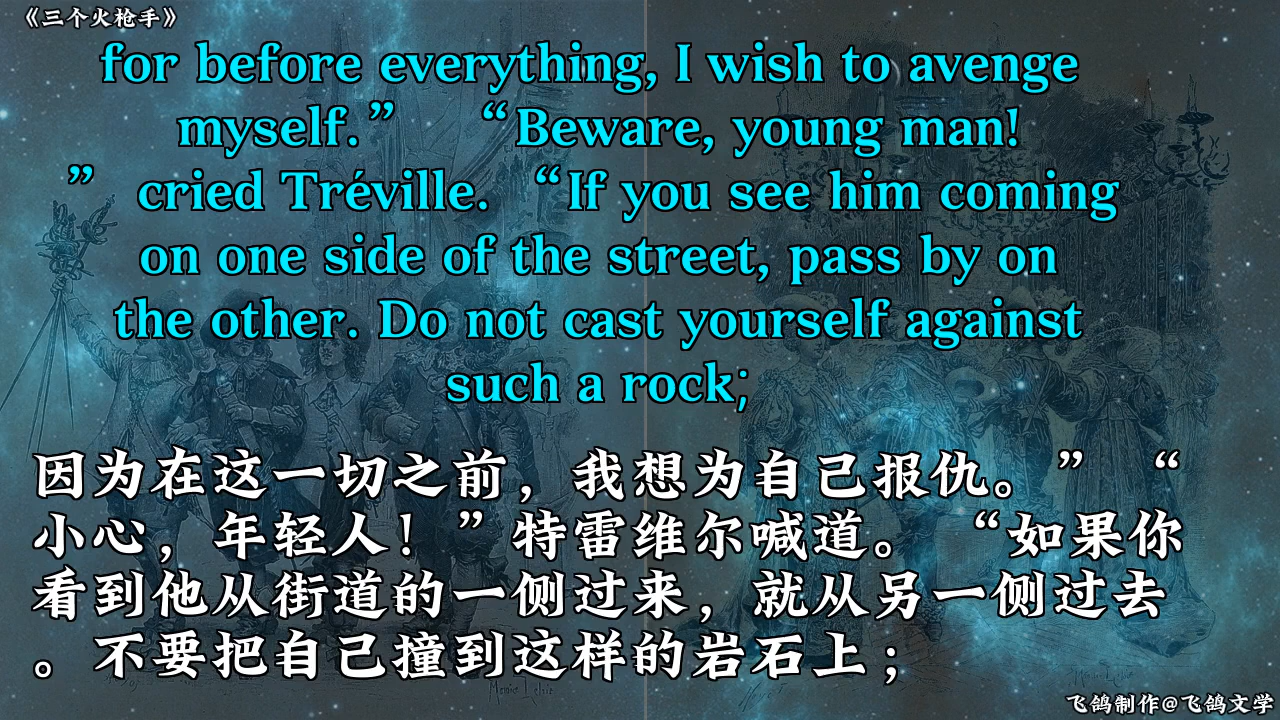 《三个火枪手》
for before everything, I wish to avenge
myself.” “Beware, young man!
” cried Tréville. “If you see him coming
on one side of the street, pass by on
the other. Do not cast yourself against
such a rock;
因为在这一切之前，我想为自己报仇。” “
小心，年轻人！”特雷维尔喊道。 “如果你
看到他从街道的一侧过来，就从另一侧过去
。不要把自己撞到这样的岩石上；
飞鸽制作@飞鸽文学